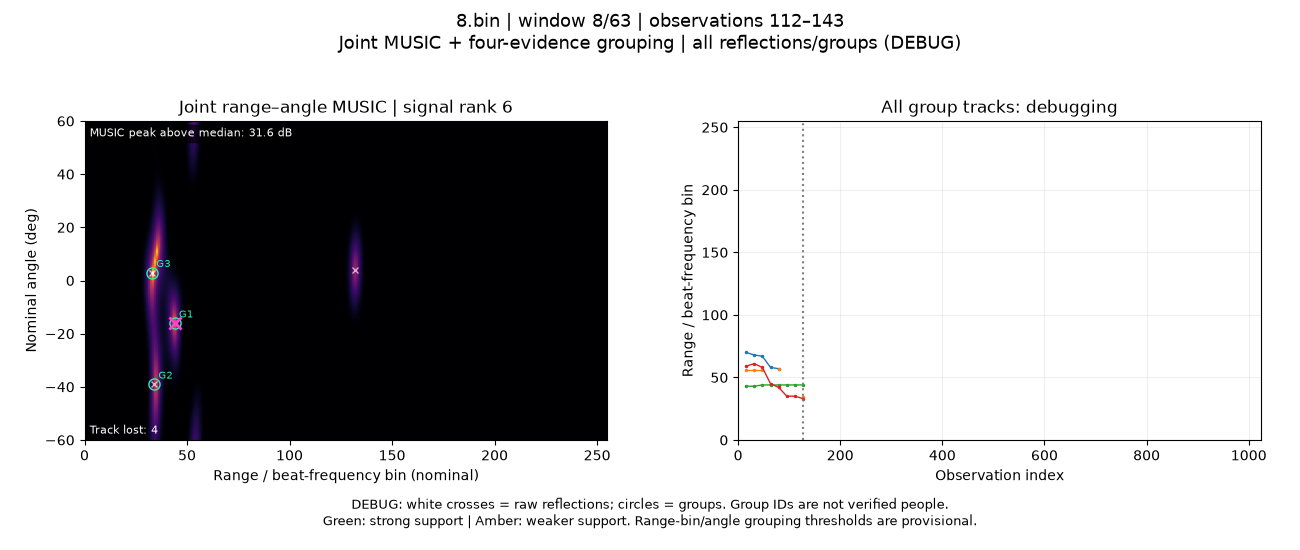 8.bin | window 8/63 | observations 112–143
Joint MUSIC + four-evidence grouping | all reflections/groups (DEBUG)
Joint range–angle MUSIC | signal rank 6
MUSIC peak above median: 31.6 dB
60
40
20
0
−20
−40
−60
Nominal angle (deg)
G3
G1
G2
Track lost: 4
0
50
100
150
200
250
Range / beat-frequency bin (nominal)
All group tracks: debugging
250
200
150
100
50
0
Range / beat-frequency bin
0
200
400
600
800
1000
Observation index
DEBUG: white crosses = raw reflections; circles = groups. Group IDs are not verified people.
Green: strong support | Amber: weaker support. Range-bin/angle grouping thresholds are provisional.